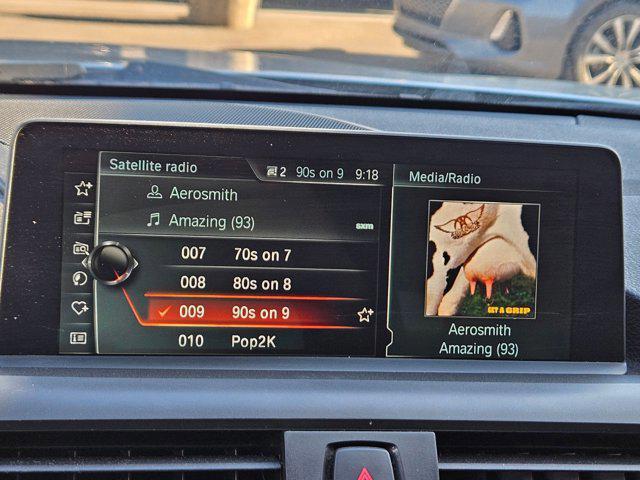 Satellite radio
2 90s on 9 9:18
Aerosmith
Amazing (93)
sxm
007 70s on 7
008 80s on 8
009 90s on 9
010 Pop2K
Media/Radio
GET A GRIP
Aerosmith
Amazing (93)